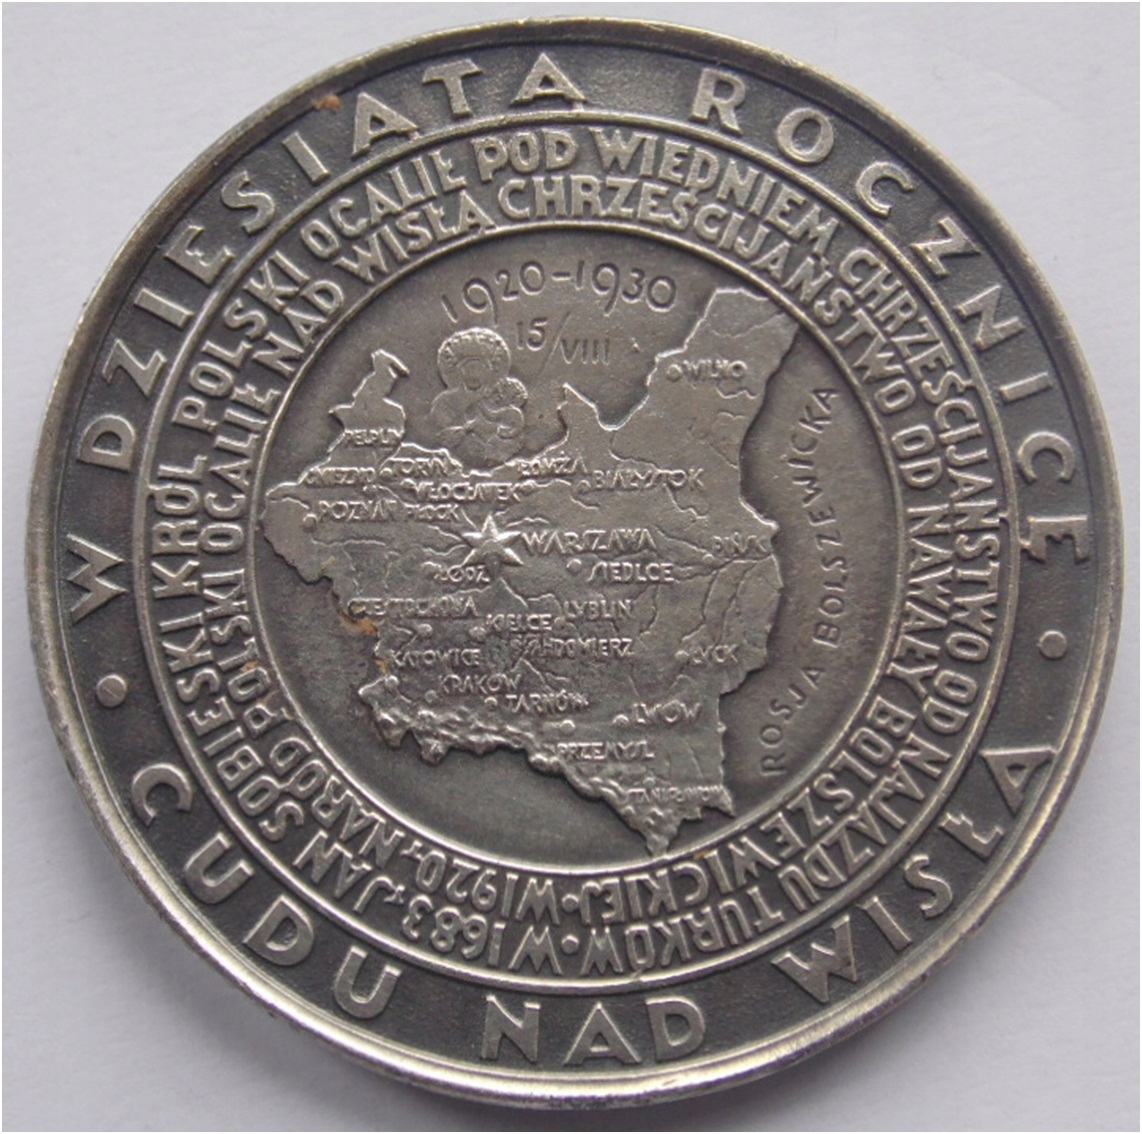 W DZIESIATA ROCZNICĘ
CUDU NAD WISŁĄ
W 1683 R JAN SOBIESKI KRÓL POLSKI OCALIŁ POD WIEDNIEM CHRZEŚCIJAŃSTWO OD NAJAZDU TURKÓW
W 1920 R NARÓD POLSKI OCALIŁ NAD WISŁĄ CHRZEŚCIJAŃSTWO OD NAWAŁY BOLSZEWICKIEJ
1920-1930
15/VIII
WILNO
PELPLIN
GNIEZNO TORUŃ ŁOMŻA BIAŁYSTOK
WŁOCŁAWEK
POZNAŃ PŁOCK
WARSZAWA PIŃSK
ŁÓDŹ SIEDLCE
CZĘSTOCHOWA LUBLIN
KIELCE
KATOWICE SANDOMIERZ ŁUCK
KRAKÓW
TARNÓW LWÓW
PRZEMYŚL
STANISŁAWÓW
ROSJA BOLSZEWICKA